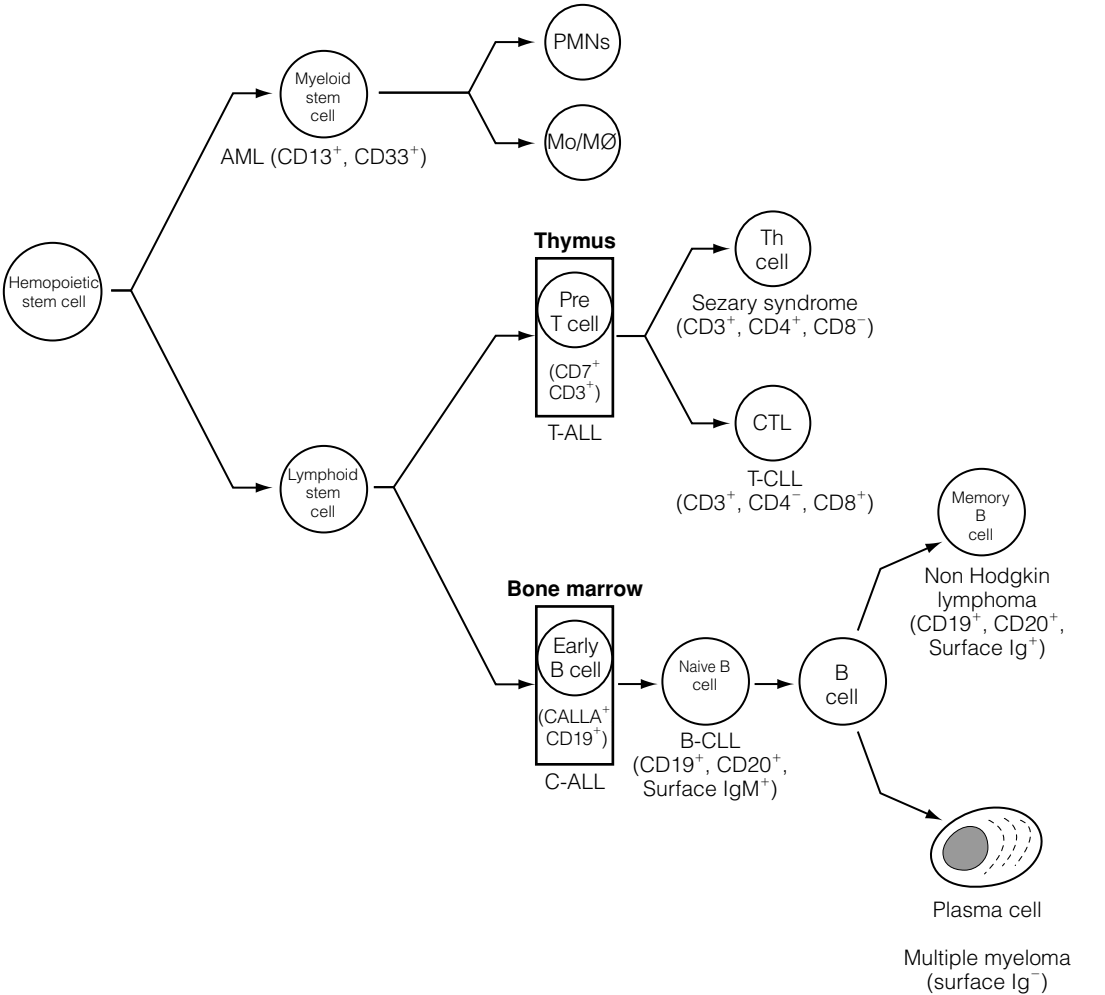 PMNs
Myeloid
stem
cell
Mo/MØ
AML (CD13⁺, CD33⁺)
Hemopoietic
stem cell
Thymus
Pre
T cell
(CD7⁺
CD3⁺)
T-ALL
Th
cell
Sezary syndrome
(CD3⁺, CD4⁺, CD8⁻)
CTL
T-CLL
(CD3⁺, CD4⁻, CD8⁺)
Lymphoid
stem
cell
Bone marrow
Early
B cell
(CALLA⁺
CD19⁺)
C-ALL
Naive B
cell
B-CLL
(CD19⁺, CD20⁺,
Surface IgM⁺)
B
cell
Memory
B
cell
Non Hodgkin
lymphoma
(CD19⁺, CD20⁺,
Surface Ig⁺)
Plasma cell
Multiple myeloma
(surface Ig⁻)